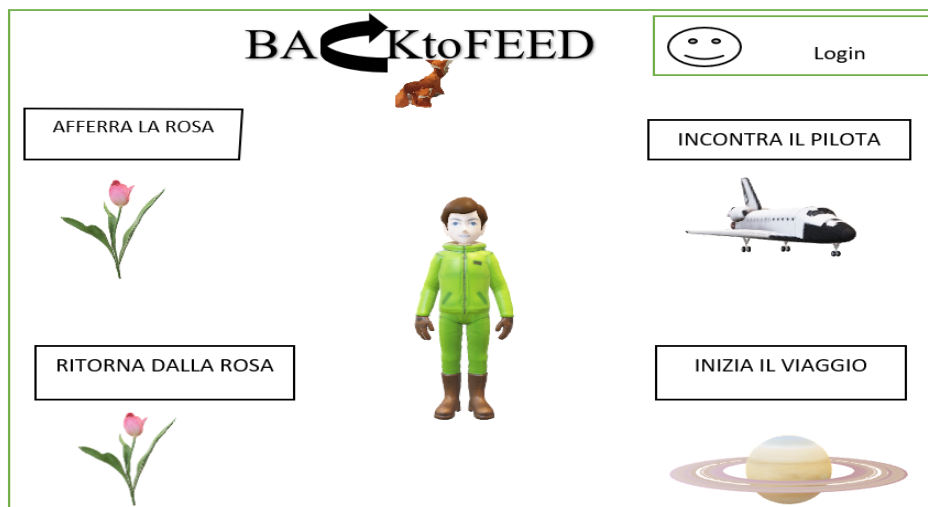 BACKtoFEED
Login
AFFERRA LA ROSA
INCONTRA IL PILOTA
RITORNA DALLA ROSA
INIZIA IL VIAGGIO